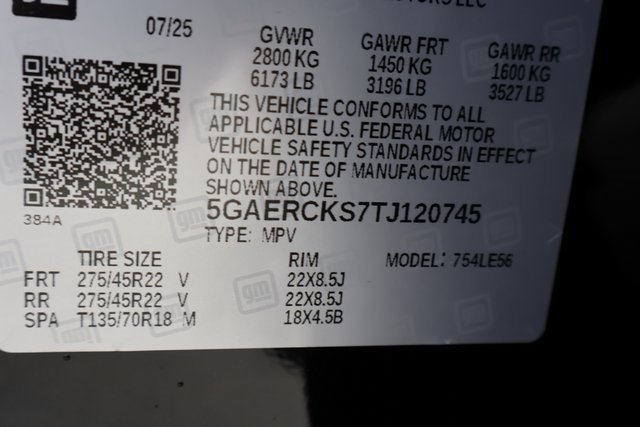 07/25 GVWR GAWR FRT GAWR RR
2800 KG 1450 KG 1600 KG
6173 LB 3196 LB 3527 LB
THIS VEHICLE CONFORMS TO ALL
APPLICABLE U.S. FEDERAL MOTOR
VEHICLE SAFETY STANDARDS IN EFFECT
ON THE DATE OF MANUFACTURE
SHOWN ABOVE.
384A
5GAERCKS7TJ120745
TYPE: MPV
TIRE SIZE RIM MODEL: 754LE56
FRT 275/45R22 V 22X8.5J
RR 275/45R22 V 22X8.5J
SPA T135/70R18 M 18X4.5B
gm